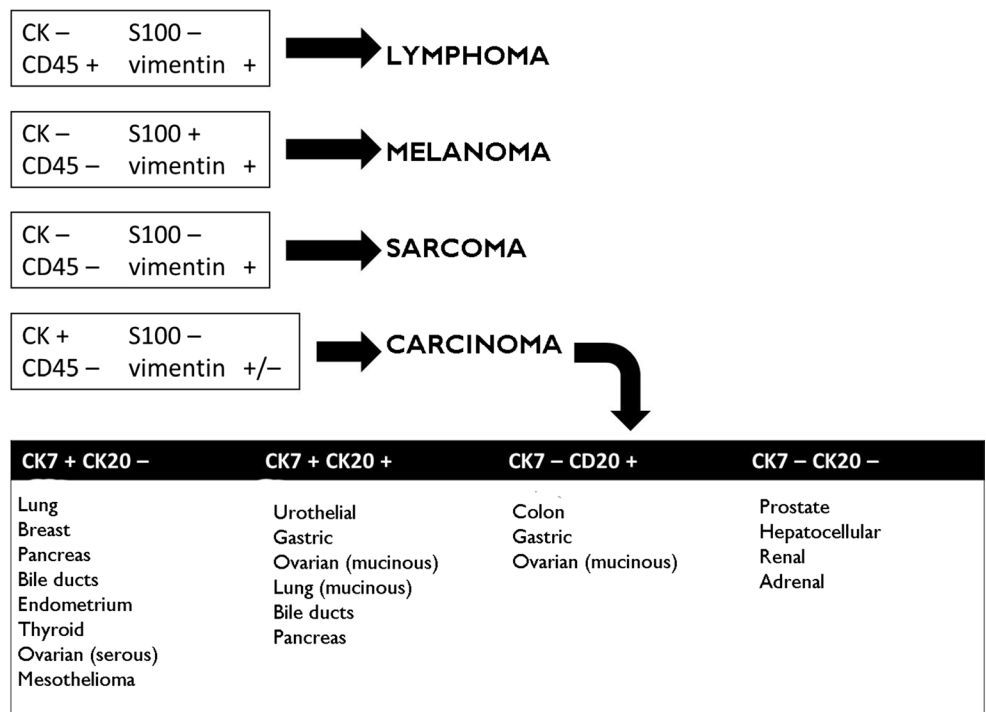 CK – S100 –
CD45 + vimentin +
LYMPHOMA
CK – S100 +
CD45 – vimentin +
MELANOMA
CK – S100 –
CD45 – vimentin +
SARCOMA
CK + S100 –
CD45 – vimentin +/–
CARCINOMA
CK7 + CK20 –
Lung
Breast
Pancreas
Bile ducts
Endometrium
Thyroid
Ovarian (serous)
Mesothelioma
CK7 + CK20 +
Urothelial
Gastric
Ovarian (mucinous)
Lung (mucinous)
Bile ducts
Pancreas
CK7 – CD20 +
Colon
Gastric
Ovarian (mucinous)
CK7 – CK20 –
Prostate
Hepatocellular
Renal
Adrenal